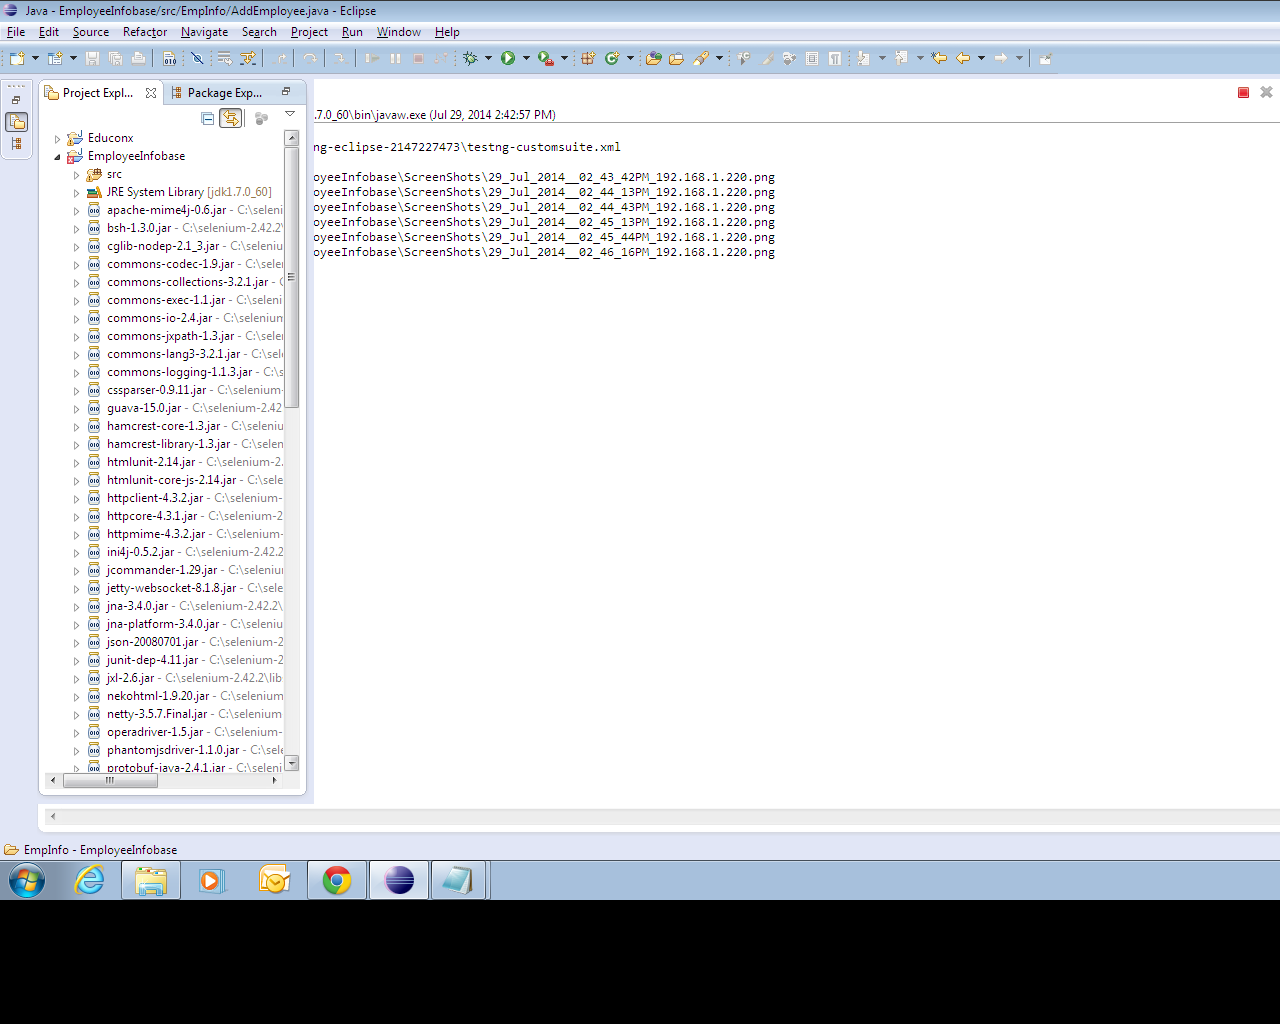 Java - EmployeeInfobase/src/EmpInfo/AddEmployee.java - Eclipse
File Edit Source Refactor Navigate Search Project Run Window Help
Project Expl... Package Exp...
.7.0_60\bin\javaw.exe (Jul 29, 2014 2:42:57 PM)
ng-eclipse-2147227473\testng-customsuite.xml
oyeeInfobase\ScreenShots\29_Jul_2014__02_43_42PM_192.168.1.220.png
oyeeInfobase\ScreenShots\29_Jul_2014__02_44_13PM_192.168.1.220.png
oyeeInfobase\ScreenShots\29_Jul_2014__02_44_43PM_192.168.1.220.png
oyeeInfobase\ScreenShots\29_Jul_2014__02_45_13PM_192.168.1.220.png
oyeeInfobase\ScreenShots\29_Jul_2014__02_45_44PM_192.168.1.220.png
oyeeInfobase\ScreenShots\29_Jul_2014__02_46_16PM_192.168.1.220.png
Educonx
EmployeeInfobase
src
JRE System Library [jdk1.7.0_60]
apache-mime4j-0.6.jar - C:\seleni
bsh-1.3.0.jar - C:\selenium-2.42.2\
cglib-nodep-2.1_3.jar - C:\seleniu
commons-codec-1.9.jar - C:\selen
commons-collections-3.2.1.jar - C
commons-exec-1.1.jar - C:\seleni
commons-io-2.4.jar - C:\selenium
commons-jxpath-1.3.jar - C:\sele
commons-lang3-3.2.1.jar - C:\sele
commons-logging-1.1.3.jar - C:\s
cssparser-0.9.11.jar - C:\selenium-
guava-15.0.jar - C:\selenium-2.42
hamcrest-core-1.3.jar - C:\selenu
hamcrest-library-1.3.jar - C:\selen
htmlunit-2.14.jar - C:\selenium-2.
htmlunit-core-js-2.14.jar - C:\selen
httpclient-4.3.2.jar - C:\selenium-
httpcore-4.3.1.jar - C:\selenium-2
httpmime-4.3.2.jar - C:\selenium-
ini4j-0.5.2.jar - C:\selenium-2.42.2
jcommander-1.29.jar - C:\seleniu
jetty-websocket-8.1.8.jar - C:\sele
jna-3.4.0.jar - C:\selenium-2.42.2\
jna-platform-3.4.0.jar - C:\seleniu
json-20080701.jar - C:\selenium-2
junit-dep-4.11.jar - C:\selenium-2
jxl-2.6.jar - C:\selenium-2.42.2\lib
nekohtml-1.9.20.jar - C:\selenium
netty-3.5.7.Final.jar - C:\selenium
operadriver-1.5.jar - C:\selenium-
phantomjsdriver-1.1.0.jar - C:\sele
protobuf-java-2.4.1.jar - C:\seleni
EmpInfo - EmployeeInfobase